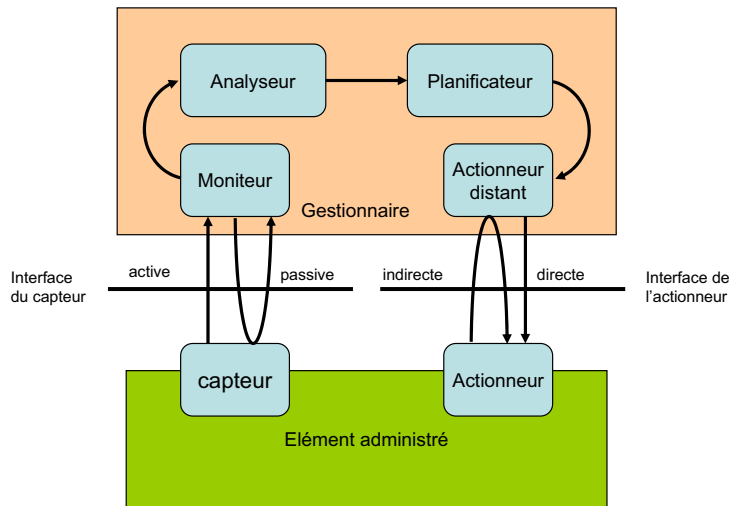 Analyseur
Planificateur
Moniteur
Actionneur
distant
Gestionnaire
Interface
du capteur
active
passive
indirecte
directe
Interface de
l'actionneur
capteur
Actionneur
Elément administré